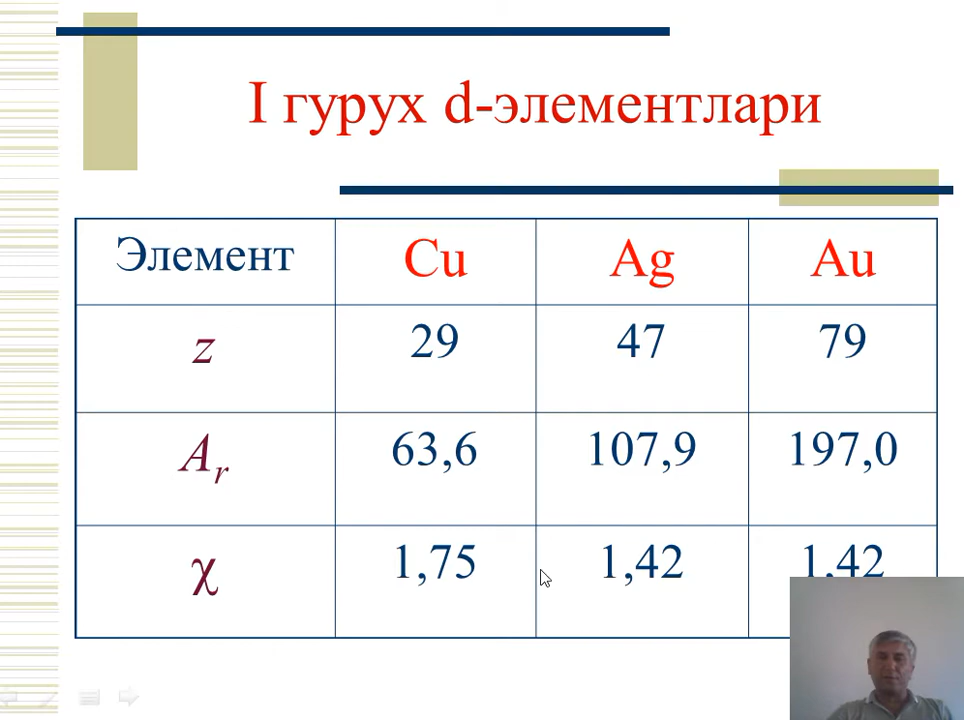 I гурух d-элементлари
Элемент Cu Ag Au
z 29 47 79
Ar 63,6 107,9 197,0
χ 1,75 1,42 1,42